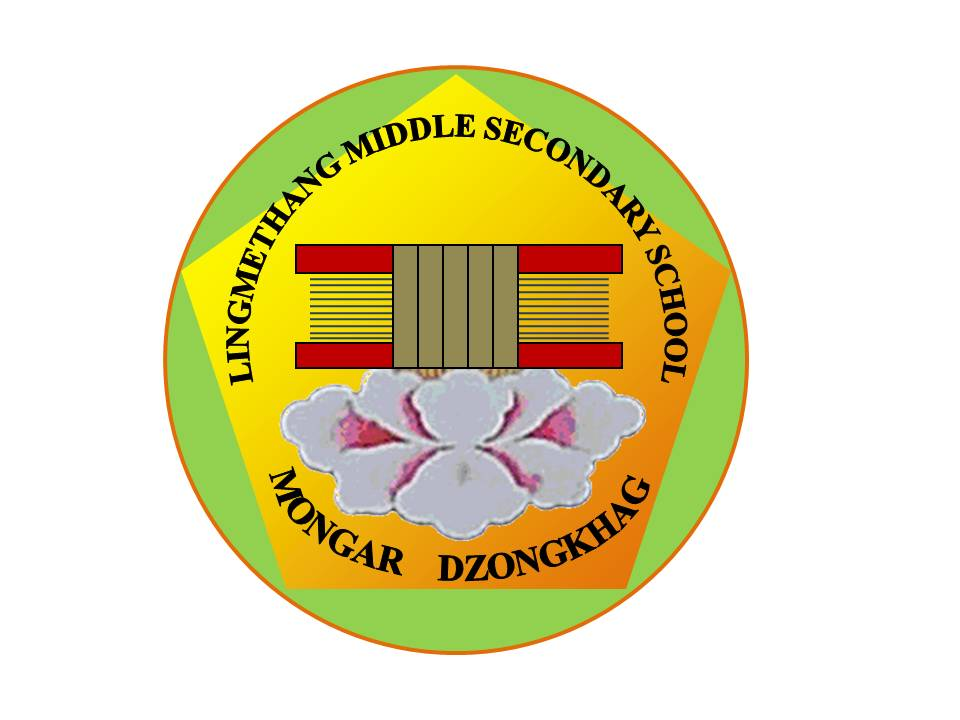 LINGMETHANG MIDDLE SECONDARY SCHOOL
MONGAR DZONGKHAG